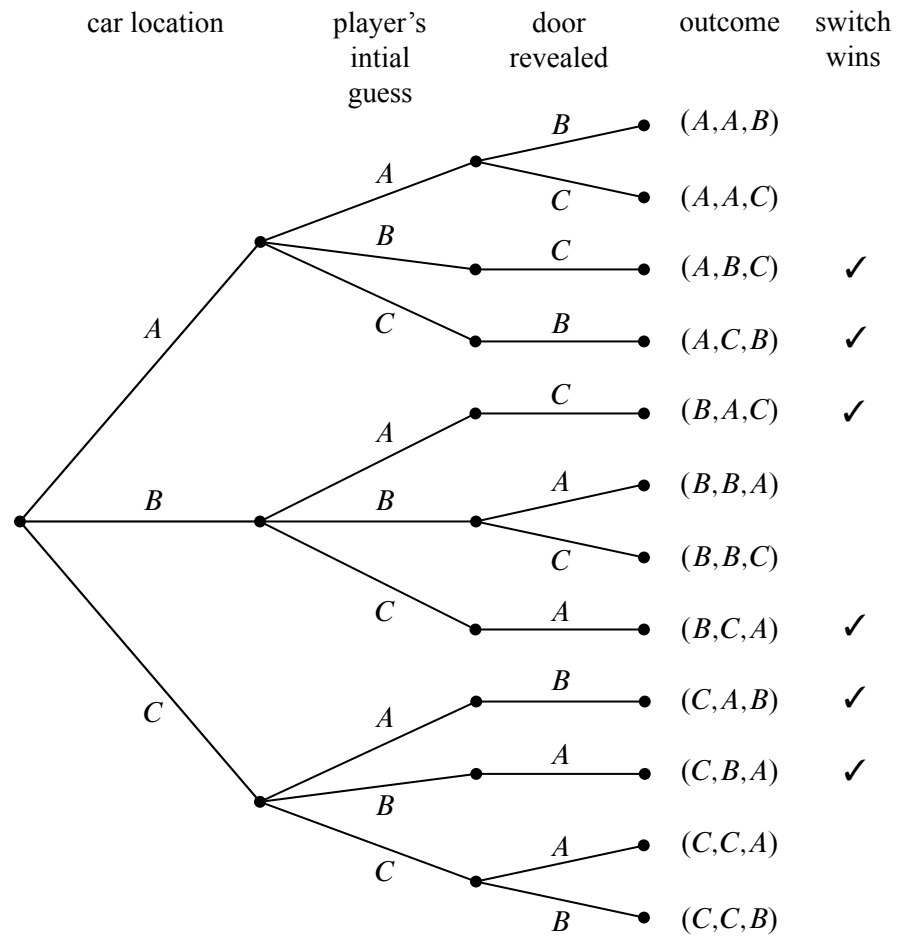 car location player's door outcome switch
intial revealed wins
guess
B (A,A,B)
A
C (A,A,C)
B C (A,B,C) ✓
A C B (A,C,B) ✓
C (B,A,C) ✓
A
A (B,B,A)
B B
C (B,B,C)
C A (B,C,A) ✓
B (C,A,B) ✓
C A
A (C,B,A) ✓
B
A (C,C,A)
C
B (C,C,B)